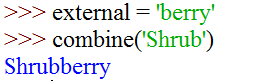 >>> external = 'berry'
>>> combine('Shrub')
Shrubberry